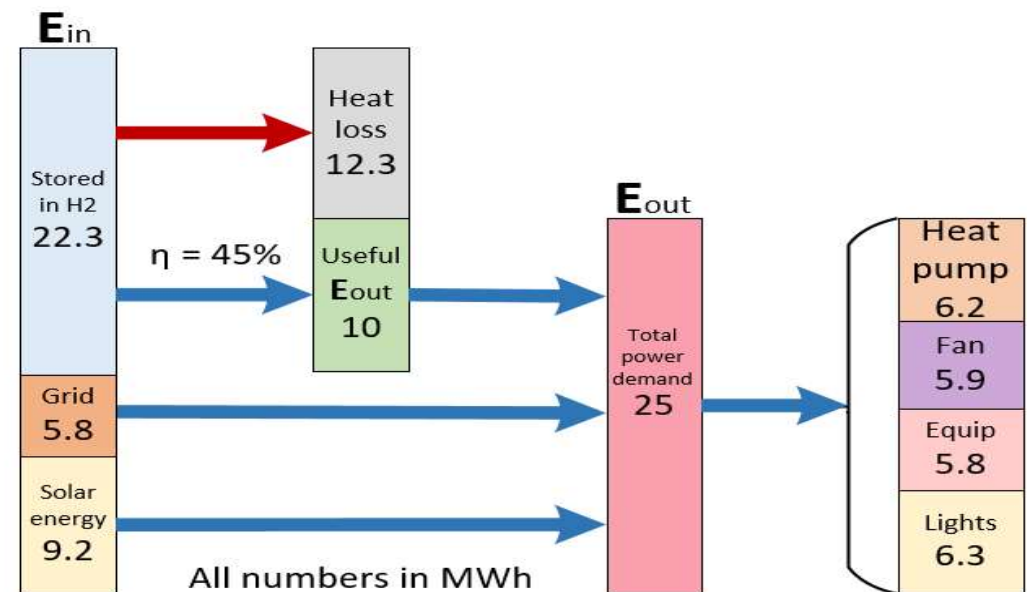 Ein
Stored
in H2
22.3
Grid
5.8
Solar
energy
9.2
Heat
loss
12.3
η = 45%
Useful
Eout
10
Eout
Total
power
demand
25
Heat
pump
6.2
Fan
5.9
Equip
5.8
Lights
6.3
All numbers in MWh